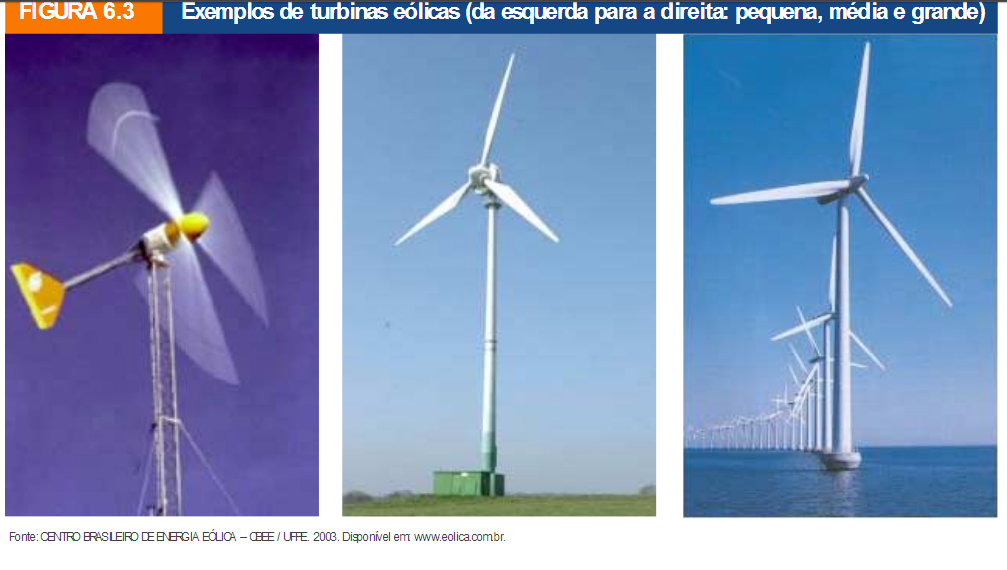 FIGURA 6.3
Exemplos de turbinas eólicas (da esquerda para a direita: pequena, média e grande)
Fonte: CENTRO BRASILEIRO DE ENERGIA EÓLICA – CBEE / UFPE. 2003. Disponível em: www.eolica.com.br.